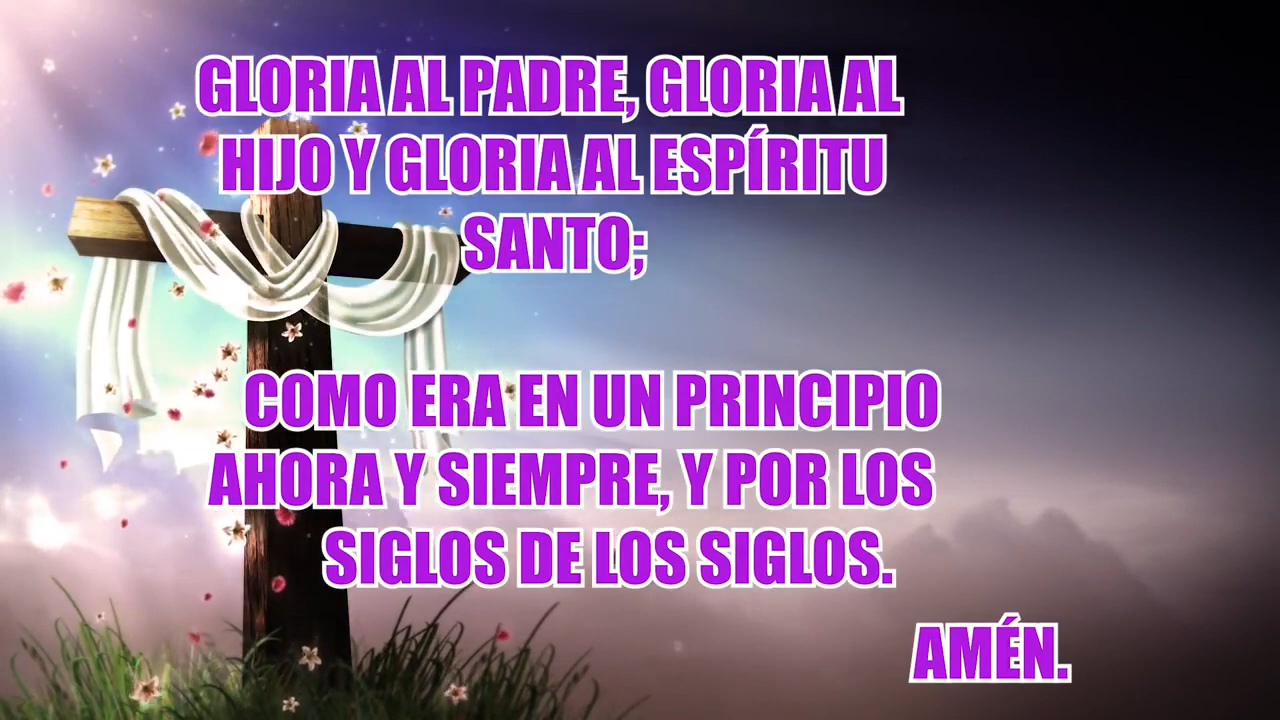 GLORIA AL PADRE, GLORIA AL
HIJO Y GLORIA AL ESPÍRITU
SANTO;
COMO ERA EN UN PRINCIPIO
AHORA Y SIEMPRE, Y POR LOS
SIGLOS DE LOS SIGLOS.
AMÉN.